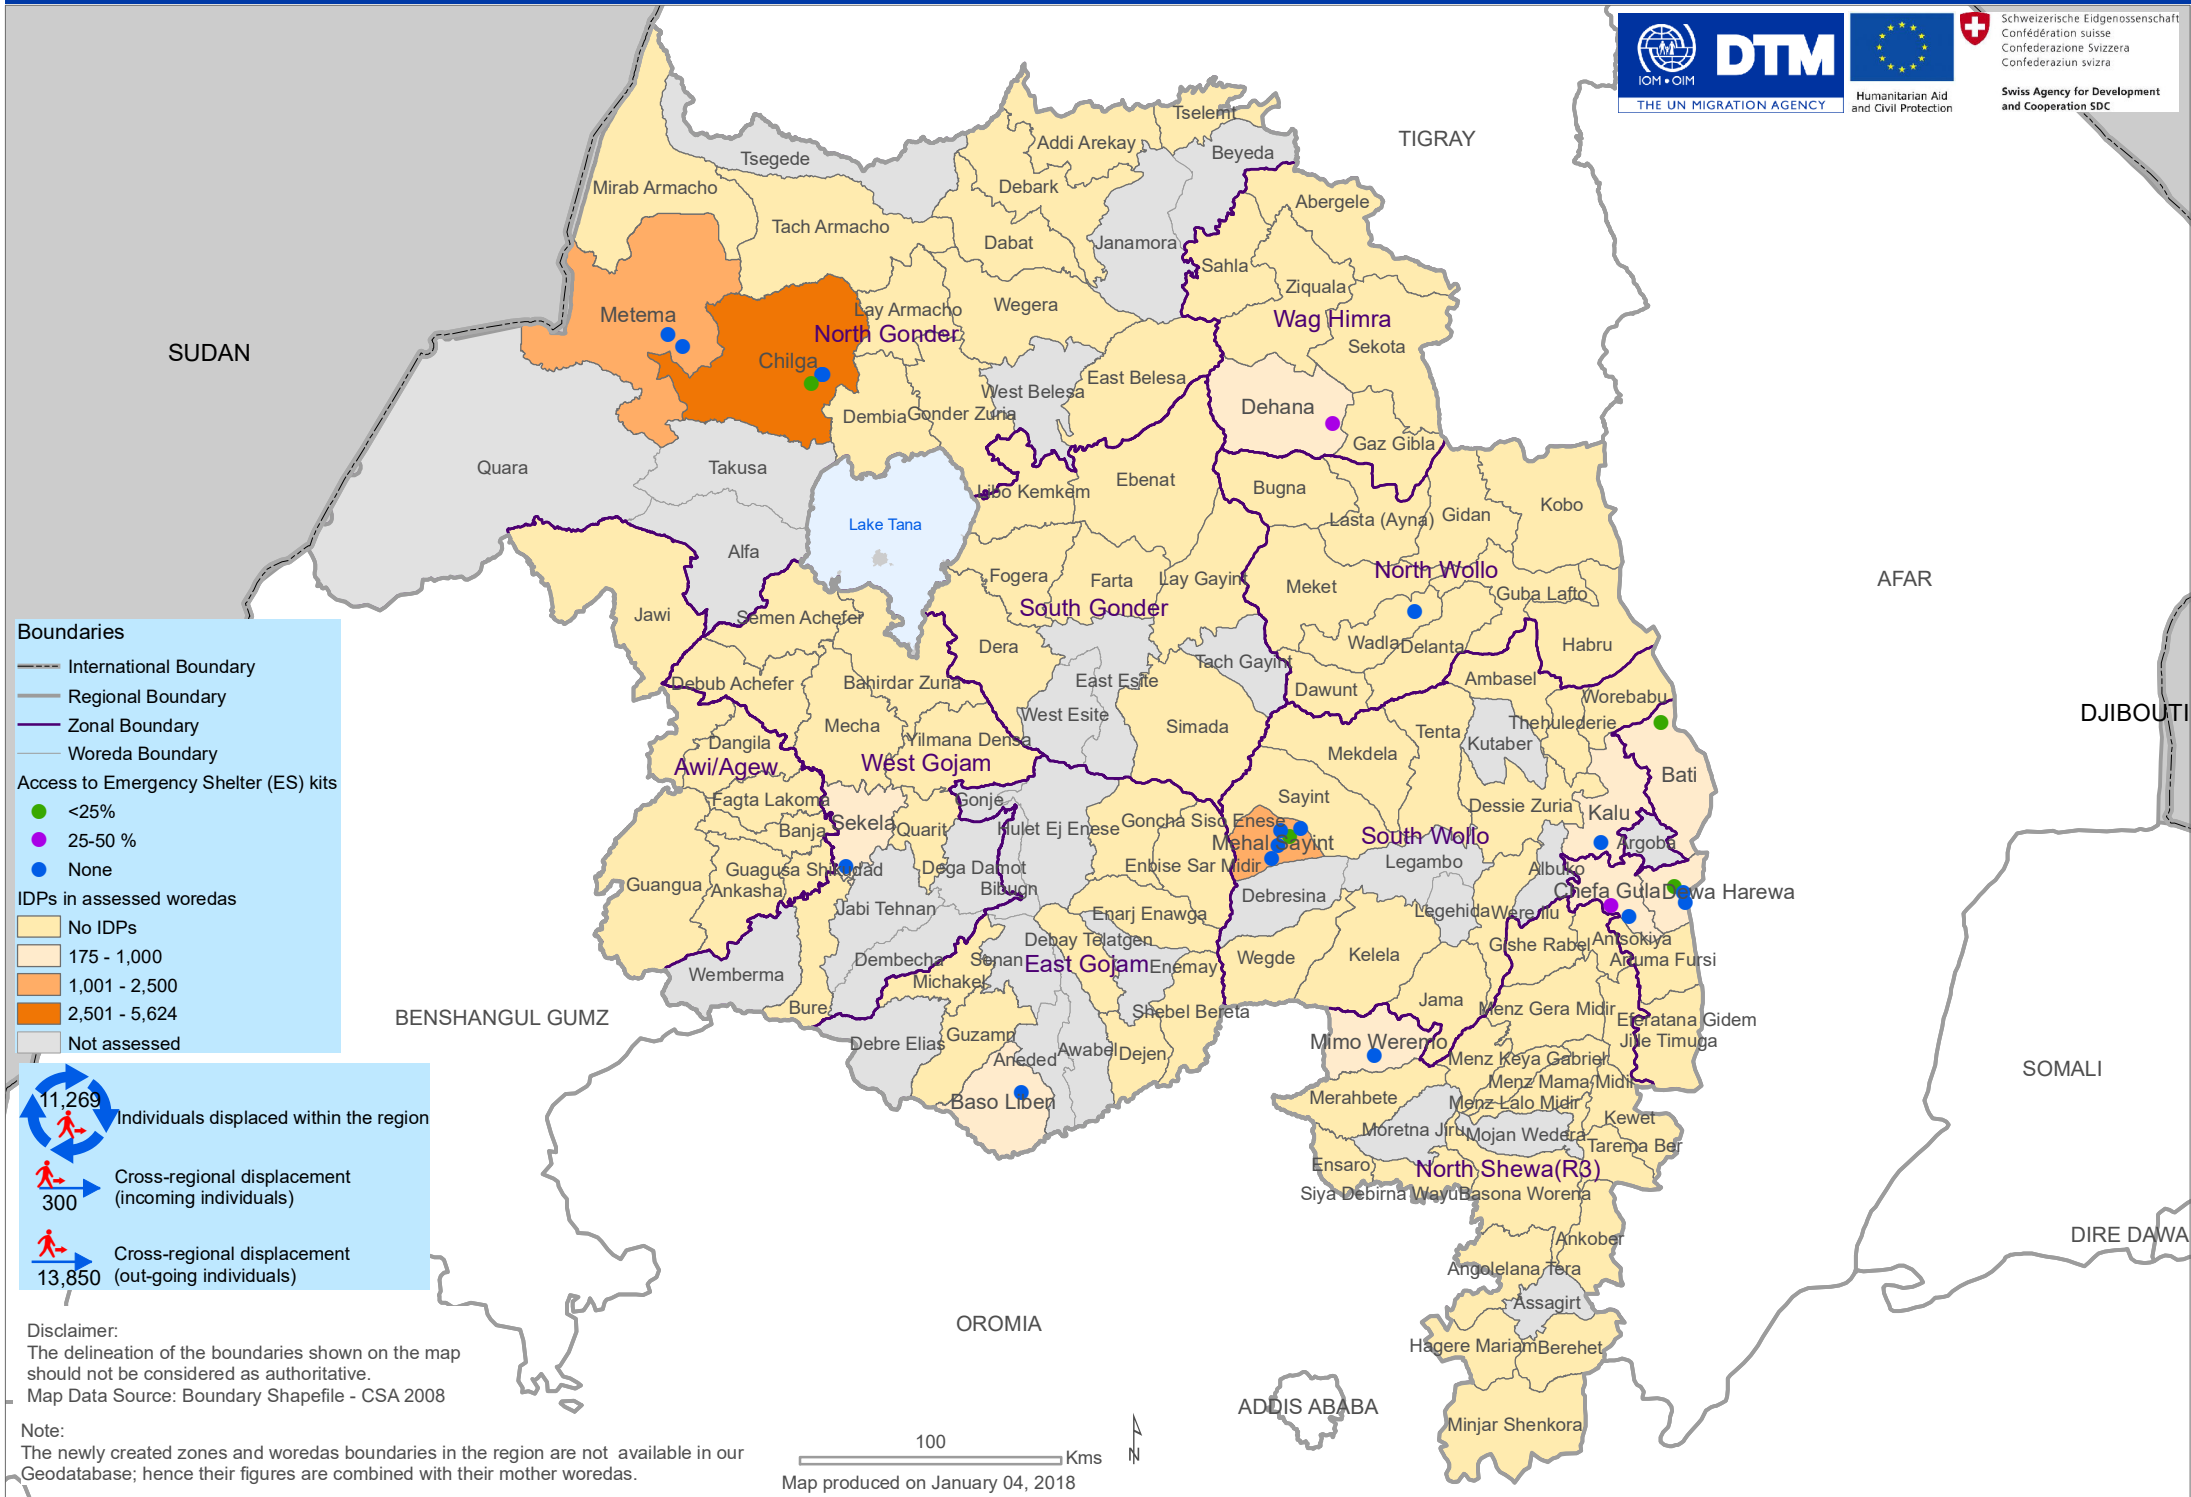 IOM • OIM
DTM
THE UN MIGRATION AGENCY
Humanitarian Aid
and Civil Protection
Schweizerische Eidgenossenschaft
Confédération suisse
Confederazione Svizzera
Confederaziun svizra
Swiss Agency for Development
and Cooperation SDC
TIGRAY
Tselemt
Addi Arekay
Beyeda
Tsegede
Mirab Armacho
Debark
Abergele
Tach Armacho
Dabat
Janamora
Sahla
Ziquala
Metema
Lay Armacho
Wegera
North Gonder
Wag Himra
Sekota
SUDAN
Chilga
West Belesa
East Belesa
Dehana
Dembia
Gonder Zuria
Gaz Gibla
Quara
Takusa
Ebenat
Bugna
Libo Kemkem
Kobo
Lake Tana
Lasta (Ayna)
Gidan
Alfa
Fogera
Farta
Lay Gayint
Meket
North Wollo
AFAR
Guba Lafto
South Gonder
Jawi
Semen Achefer
Dera
Wadla
Delanta
Habru
Tach Gayint
Debub Achefer
Bahirdar Zuria
East Esite
Dawunt
Ambasel
Worebabu
West Esite
DJIBOUTI
Mecha
Simada
Tenta
Thehulederie
Dangila
Yilmana Densa
Mekdela
Kutaber
Awi/Agew
West Gojam
Bati
Fagta Lakoma
Gonje
Sayint
Dessie Zuria
Kalu
Banja
Sekela
Quarit
Hulet Ej Enese
Goncha Siso Enese
Mehal Sayint
South Wollo
Argoba
Guagusa Shikudad
Dega Damot
Enbise Sar Midir
Legambo
Albuko
Guangua
Ankasha
Bibugn
Debresina
Chefa Gula
Dewa Harewa
Jabi Tehnan
Enarj Enawga
Legehida
Were Ilu
Debay Telatgen
Gishe Rabel
Antsokiya
Dembecha
Senan
East Gojam
Enemay
Wegde
Kelela
Artuma Fursi
Wemberma
Michakel
Bure
Shebel Bereta
Jama
Menz Gera Midir
Eferatana Gidem
BENSHANGUL GUMZ
Debre Elias
Guzamn
Aneded
Awabel
Dejen
Mimo Weremo
Jile Timuga
Menz Keya Gabriel
SOMALI
Baso Liben
Merahbete
Menz Mama Midir
Menz Lalo Midir
Kewet
Moretna Jiru
Mojan Wedera
Tarema Ber
Ensaro
North Shewa(R3)
Siya Debirna Wayu
Basona Worena
Ankober
DIRE DAWA
Angolelana Tera
Assagirt
OROMIA
Hagere Mariam
Berehet
ADDIS ABABA
Minjar Shenkora
Boundaries
International Boundary
Regional Boundary
Zonal Boundary
Woreda Boundary
Access to Emergency Shelter (ES) kits
<25%
25-50 %
None
IDPs in assessed woredas
No IDPs
175 - 1,000
1,001 - 2,500
2,501 - 5,624
Not assessed
11,269
Individuals displaced within the region
Cross-regional displacement
(incoming individuals)
300
Cross-regional displacement
(out-going individuals)
13,850
Disclaimer:
The delineation of the boundaries shown on the map
should not be considered as authoritative.
Map Data Source: Boundary Shapefile - CSA 2008
Note:
The newly created zones and woredas boundaries in the region are not available in our
Geodatabase; hence their figures are combined with their mother woredas.
100
Kms
N
Map produced on January 04, 2018